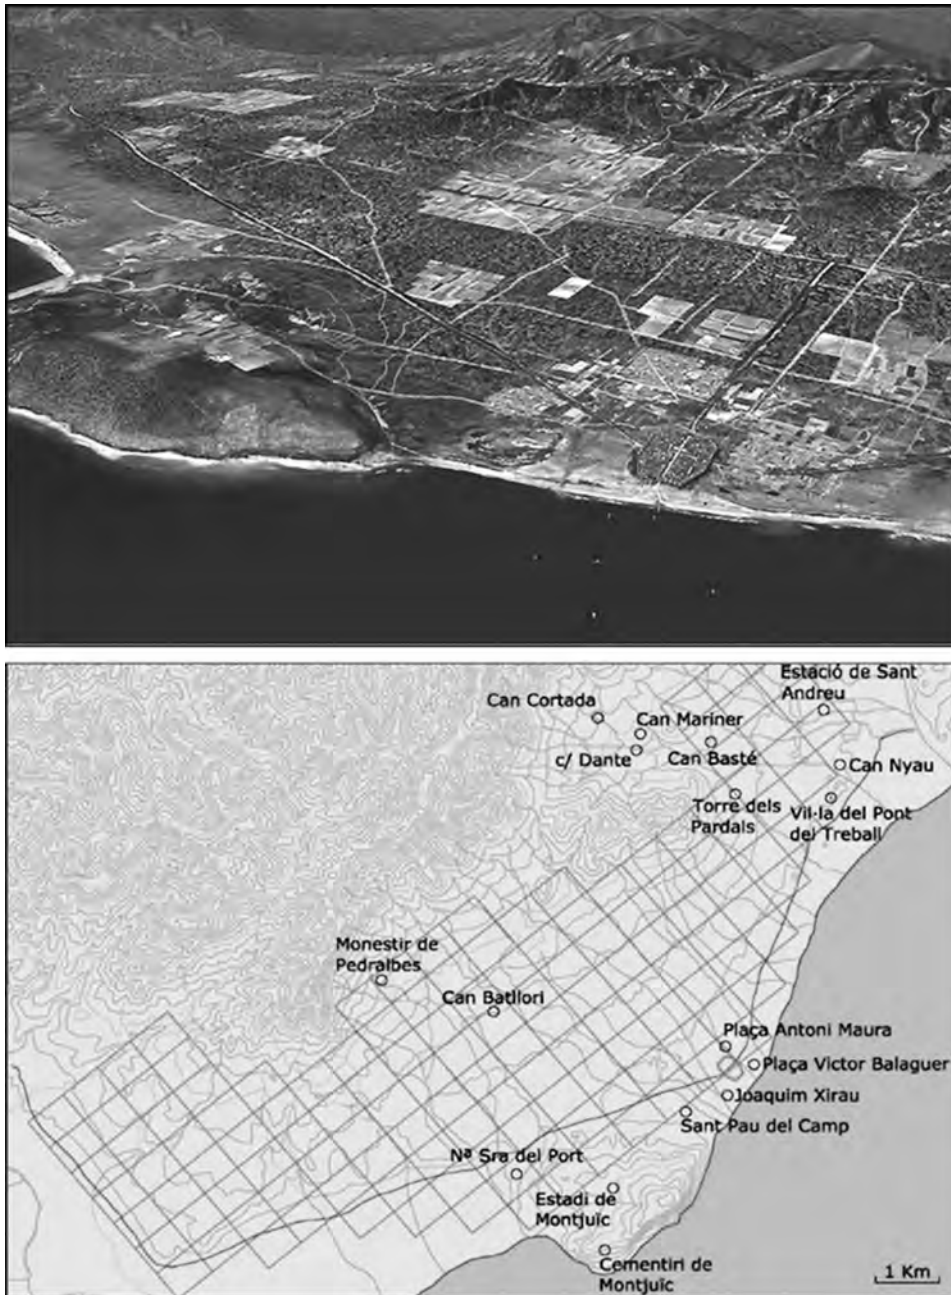 Estació de Sant
Andreu
Can Cortada
Can Mariner
c/ Dante
Can Basté
Can Nyau
Torre dels
Pardals
Vil·la del Pont
del Treball
Monestir de
Pedralbes
Can Batllori
Plaça Antoni Maura
Plaça Victor Balaguer
Joaquim Xirau
Sant Pau del Camp
Nª Sra del Port
Estadi de
Montjuïc
Cementiri de
Montjuïc
1 Km